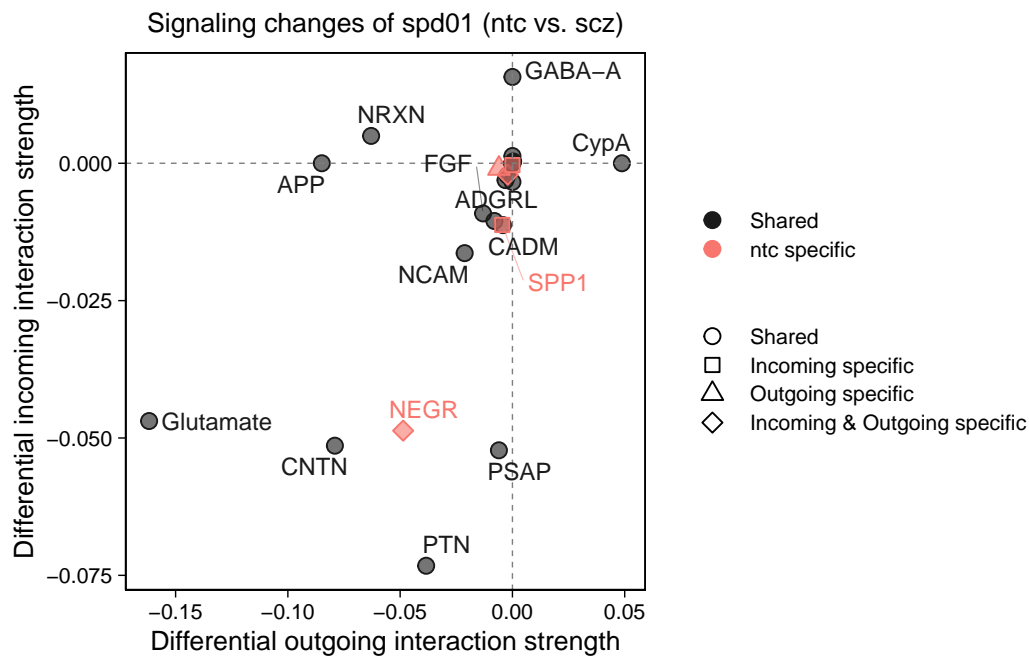 Signaling changes of spd01 (ntc vs. scz)
Differential incoming interaction strength
0.000
−0.025
−0.050
−0.075
GABA−A
NRXN
CypA
FGF
APP
ADGRL
CADM
NCAM
SPP1
NEGR
Glutamate
CNTN
PSAP
PTN
−0.15
−0.10
−0.05
0.00
0.05
Differential outgoing interaction strength
Shared
ntc specific
Shared
Incoming specific
Outgoing specific
Incoming & Outgoing specific